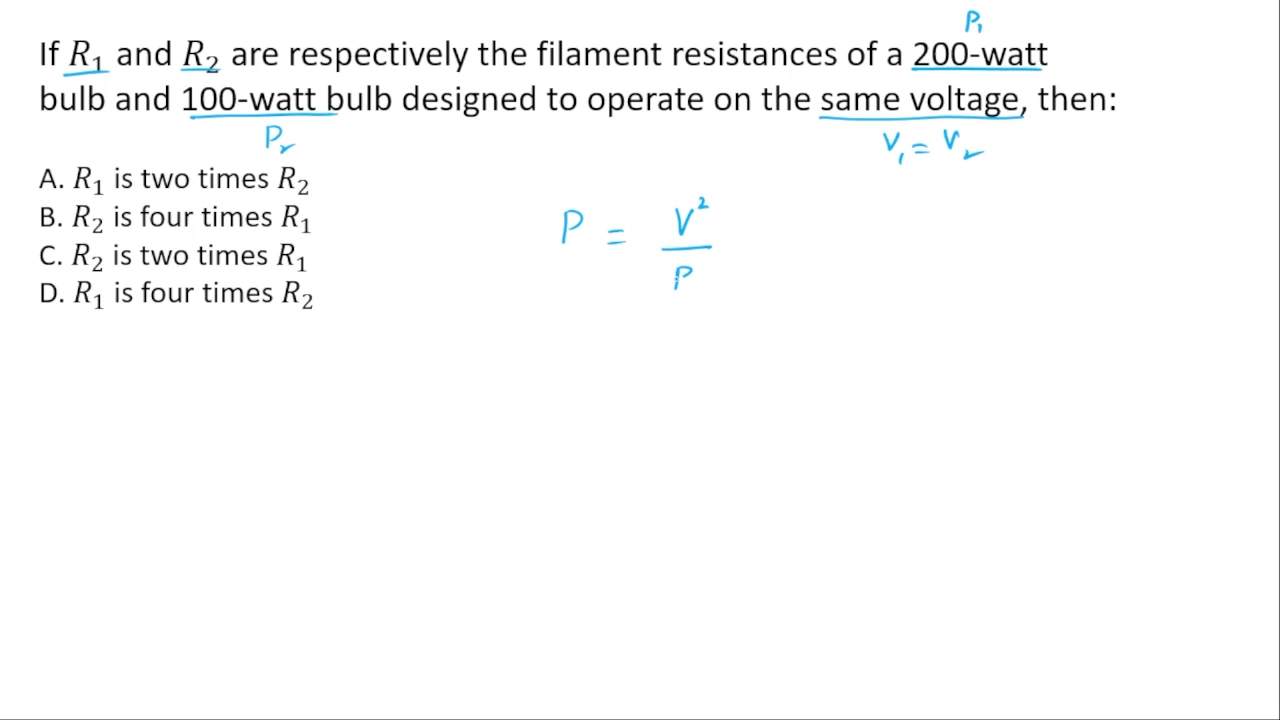 P₁
If R₁ and R₂ are respectively the filament resistances of a 200-watt
bulb and 100-watt bulb designed to operate on the same voltage, then:
P₂
V₁ = V₂
A. R₁ is two times R₂
B. R₂ is four times R₁
C. R₂ is two times R₁
D. R₁ is four times R₂
P = V²
P